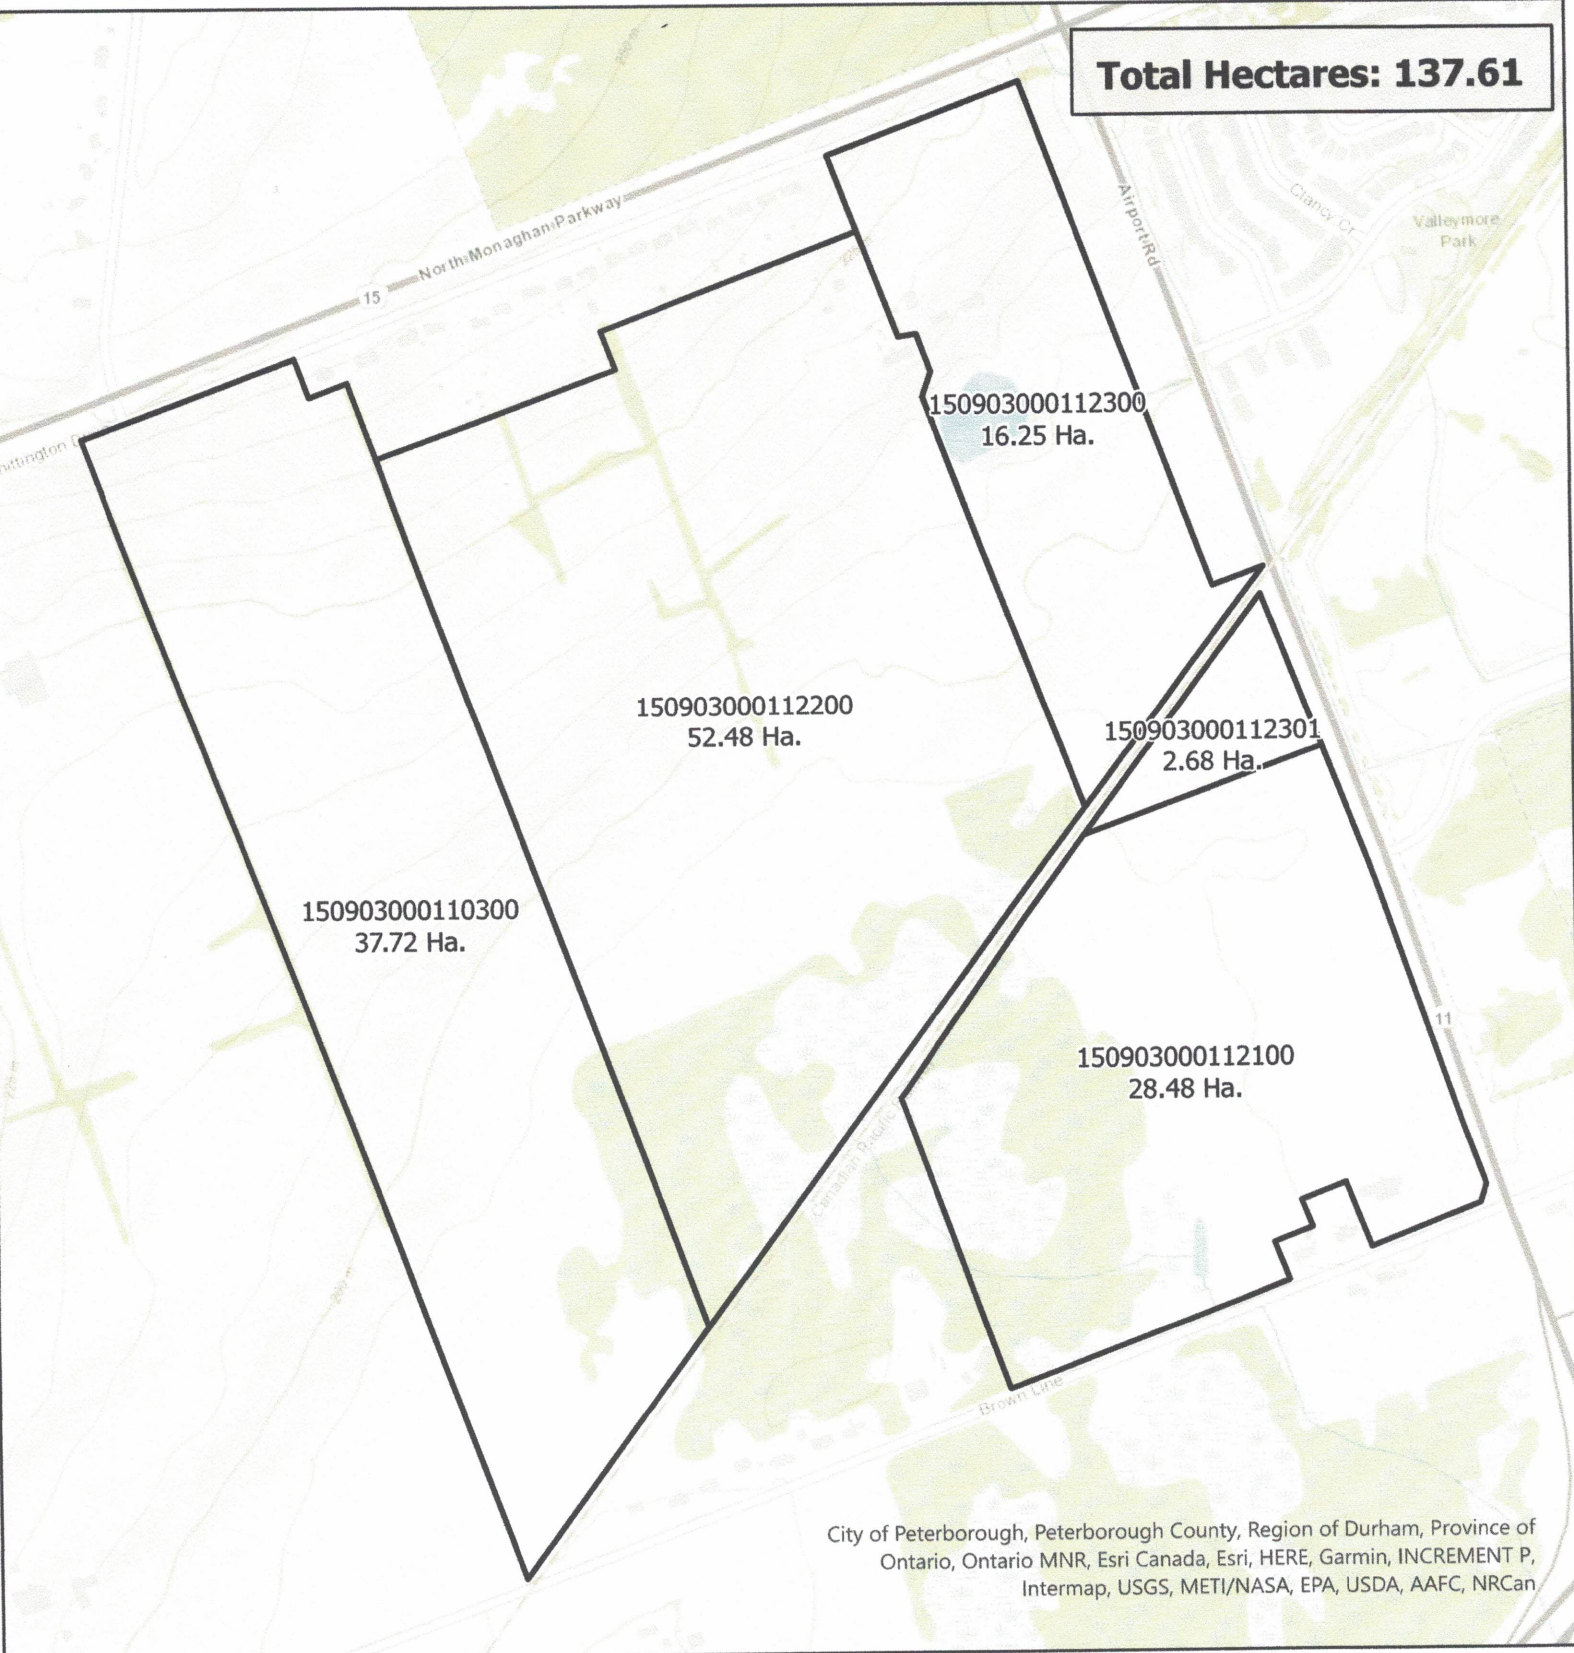 Total Hectares: 137.61
Airport Rd
Clancy Cr
Valleymore
Park
North Monaghan Parkway
15
150903000112300
16.25 Ha.
150903000112200
52.48 Ha.
150903000112301
2.68 Ha.
150903000110300
37.72 Ha.
11
150903000112100
28.48 Ha.
Canadian Pacific
Brown Line
City of Peterborough, Peterborough County, Region of Durham, Province of
Ontario, Ontario MNR, Esri Canada, Esri, HERE, Garmin, INCREMENT P,
Intermap, USGS, METI/NASA, EPA, USDA, AAFC, NRCan